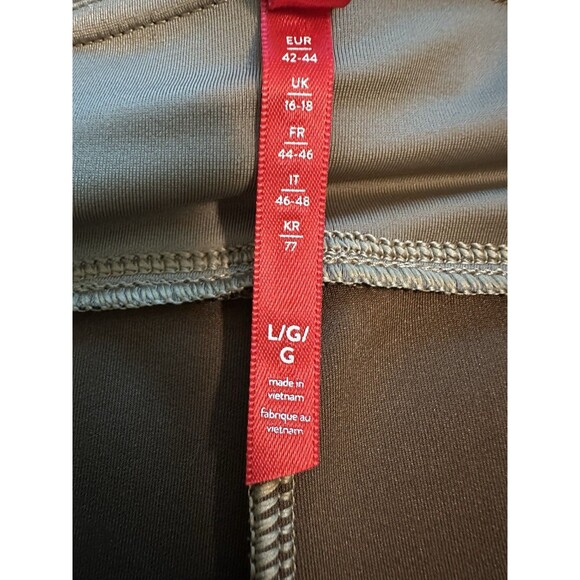 EUR
42-44
UK
16-18
FR
44-46
IT
46-48
KR
77
L/G/
G
made in
vietnam
fabrique au
vietnam